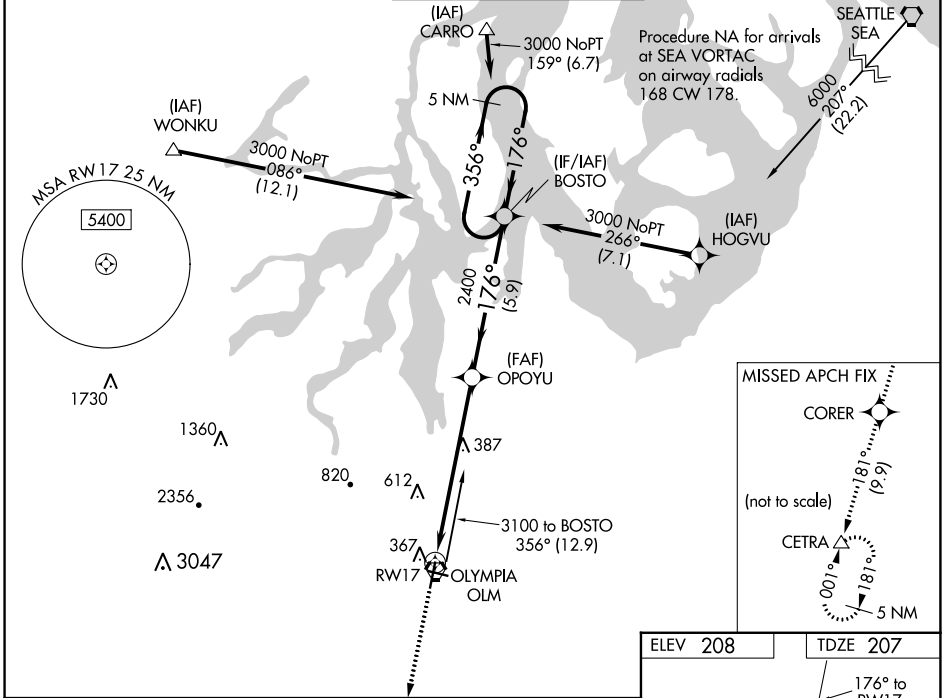 (IAF)
CARRO
3000 NoPT
159° (6.7)
Procedure NA for arrivals
at SEA VORTAC
on airway radials
168 CW 178.
SEATTLE
SEA
6000
207°
(22.2)
5 NM
(IAF)
WONKU
3000 NoPT
086°
(12.1)
356°
176°
(IF/IAF)
BOSTO
3000 NoPT
266°
(7.1)
(IAF)
HOGVU
MSA RW17 25 NM
5400
2400
176°
(5.9)
(FAF)
OPOYU
1730
1360
2356
3047
820
612
387
367
3100 to BOSTO
356° (12.9)
RW17
OLYMPIA
OLM
MISSED APCH FIX
CORER
181°
(9.9)
(not to scale)
CETRA
001°
181°
5 NM
ELEV 208
TDZE 207
176° to
RW17